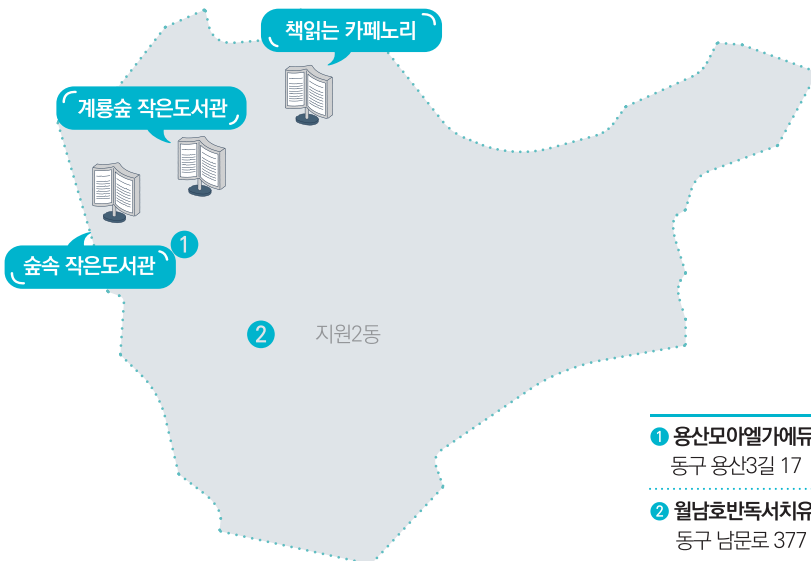 책읽는 카페노리
계룡숲 작은도서관
숲속 작은도서관
1
2
지원2동
1 용산모아엘가에듀
동구 용산3길 17
2 월남호반독서치유
동구 남문로 377